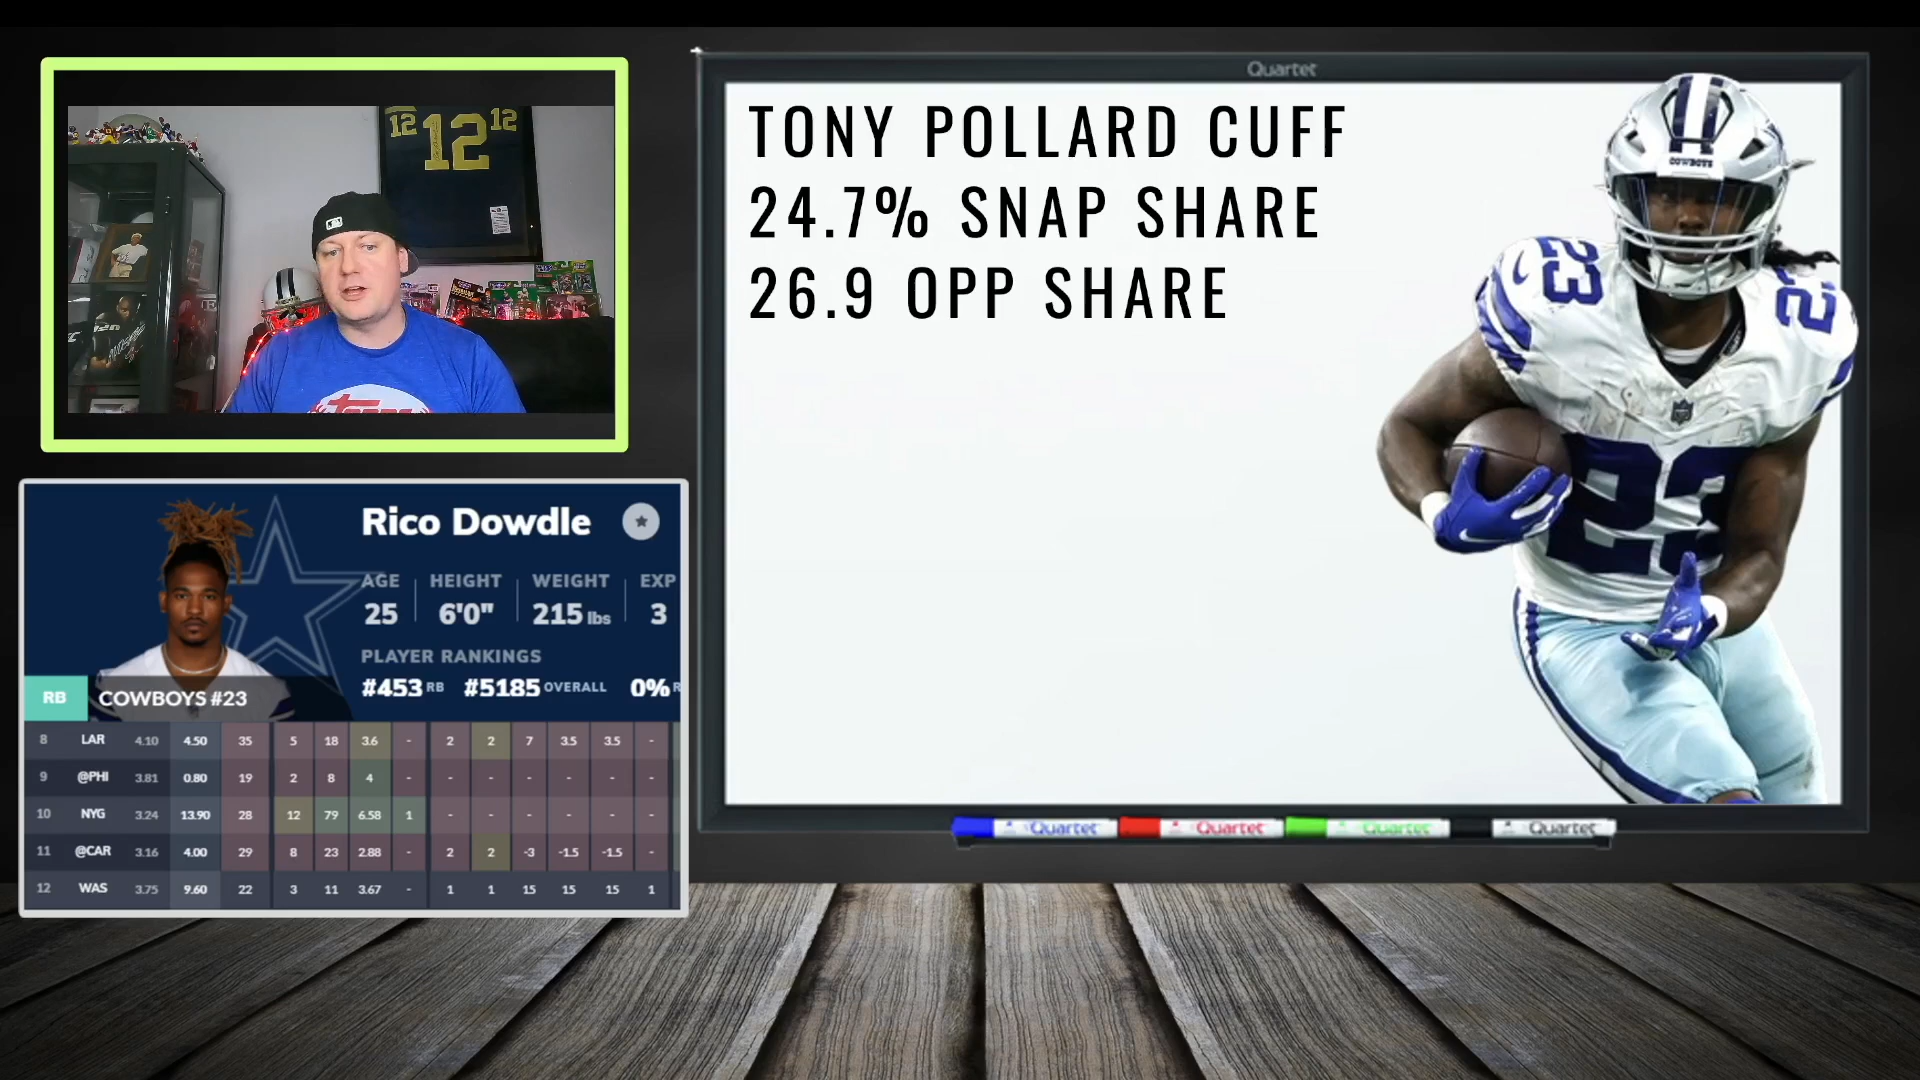 Quartet
TONY POLLARD CUFF
24.7% SNAP SHARE
26.9 OPP SHARE
12 12 12
COWBOYS
23
23
Rico Dowdle
AGE HEIGHT WEIGHT EXP
25 6'0" 215 lbs 3
PLAYER RANKINGS
#453 RB #5185 OVERALL 0% R
RB COWBOYS #23
8 LAR 4.10 4.50 35 5 18 3.6 - 2 2 7 3.5 3.5 -
9 @PHI 3.81 0.80 19 2 8 4 - - - - - - -
10 NYG 3.24 13.90 28 12 79 6.58 1 - - - - - -
11 @CAR 3.16 4.00 29 8 23 2.88 - 2 2 -3 -1.5 -1.5 -
12 WAS 3.75 9.60 22 3 11 3.67 - 1 1 15 15 15 1
Quartet Quartet Quartet Quartet